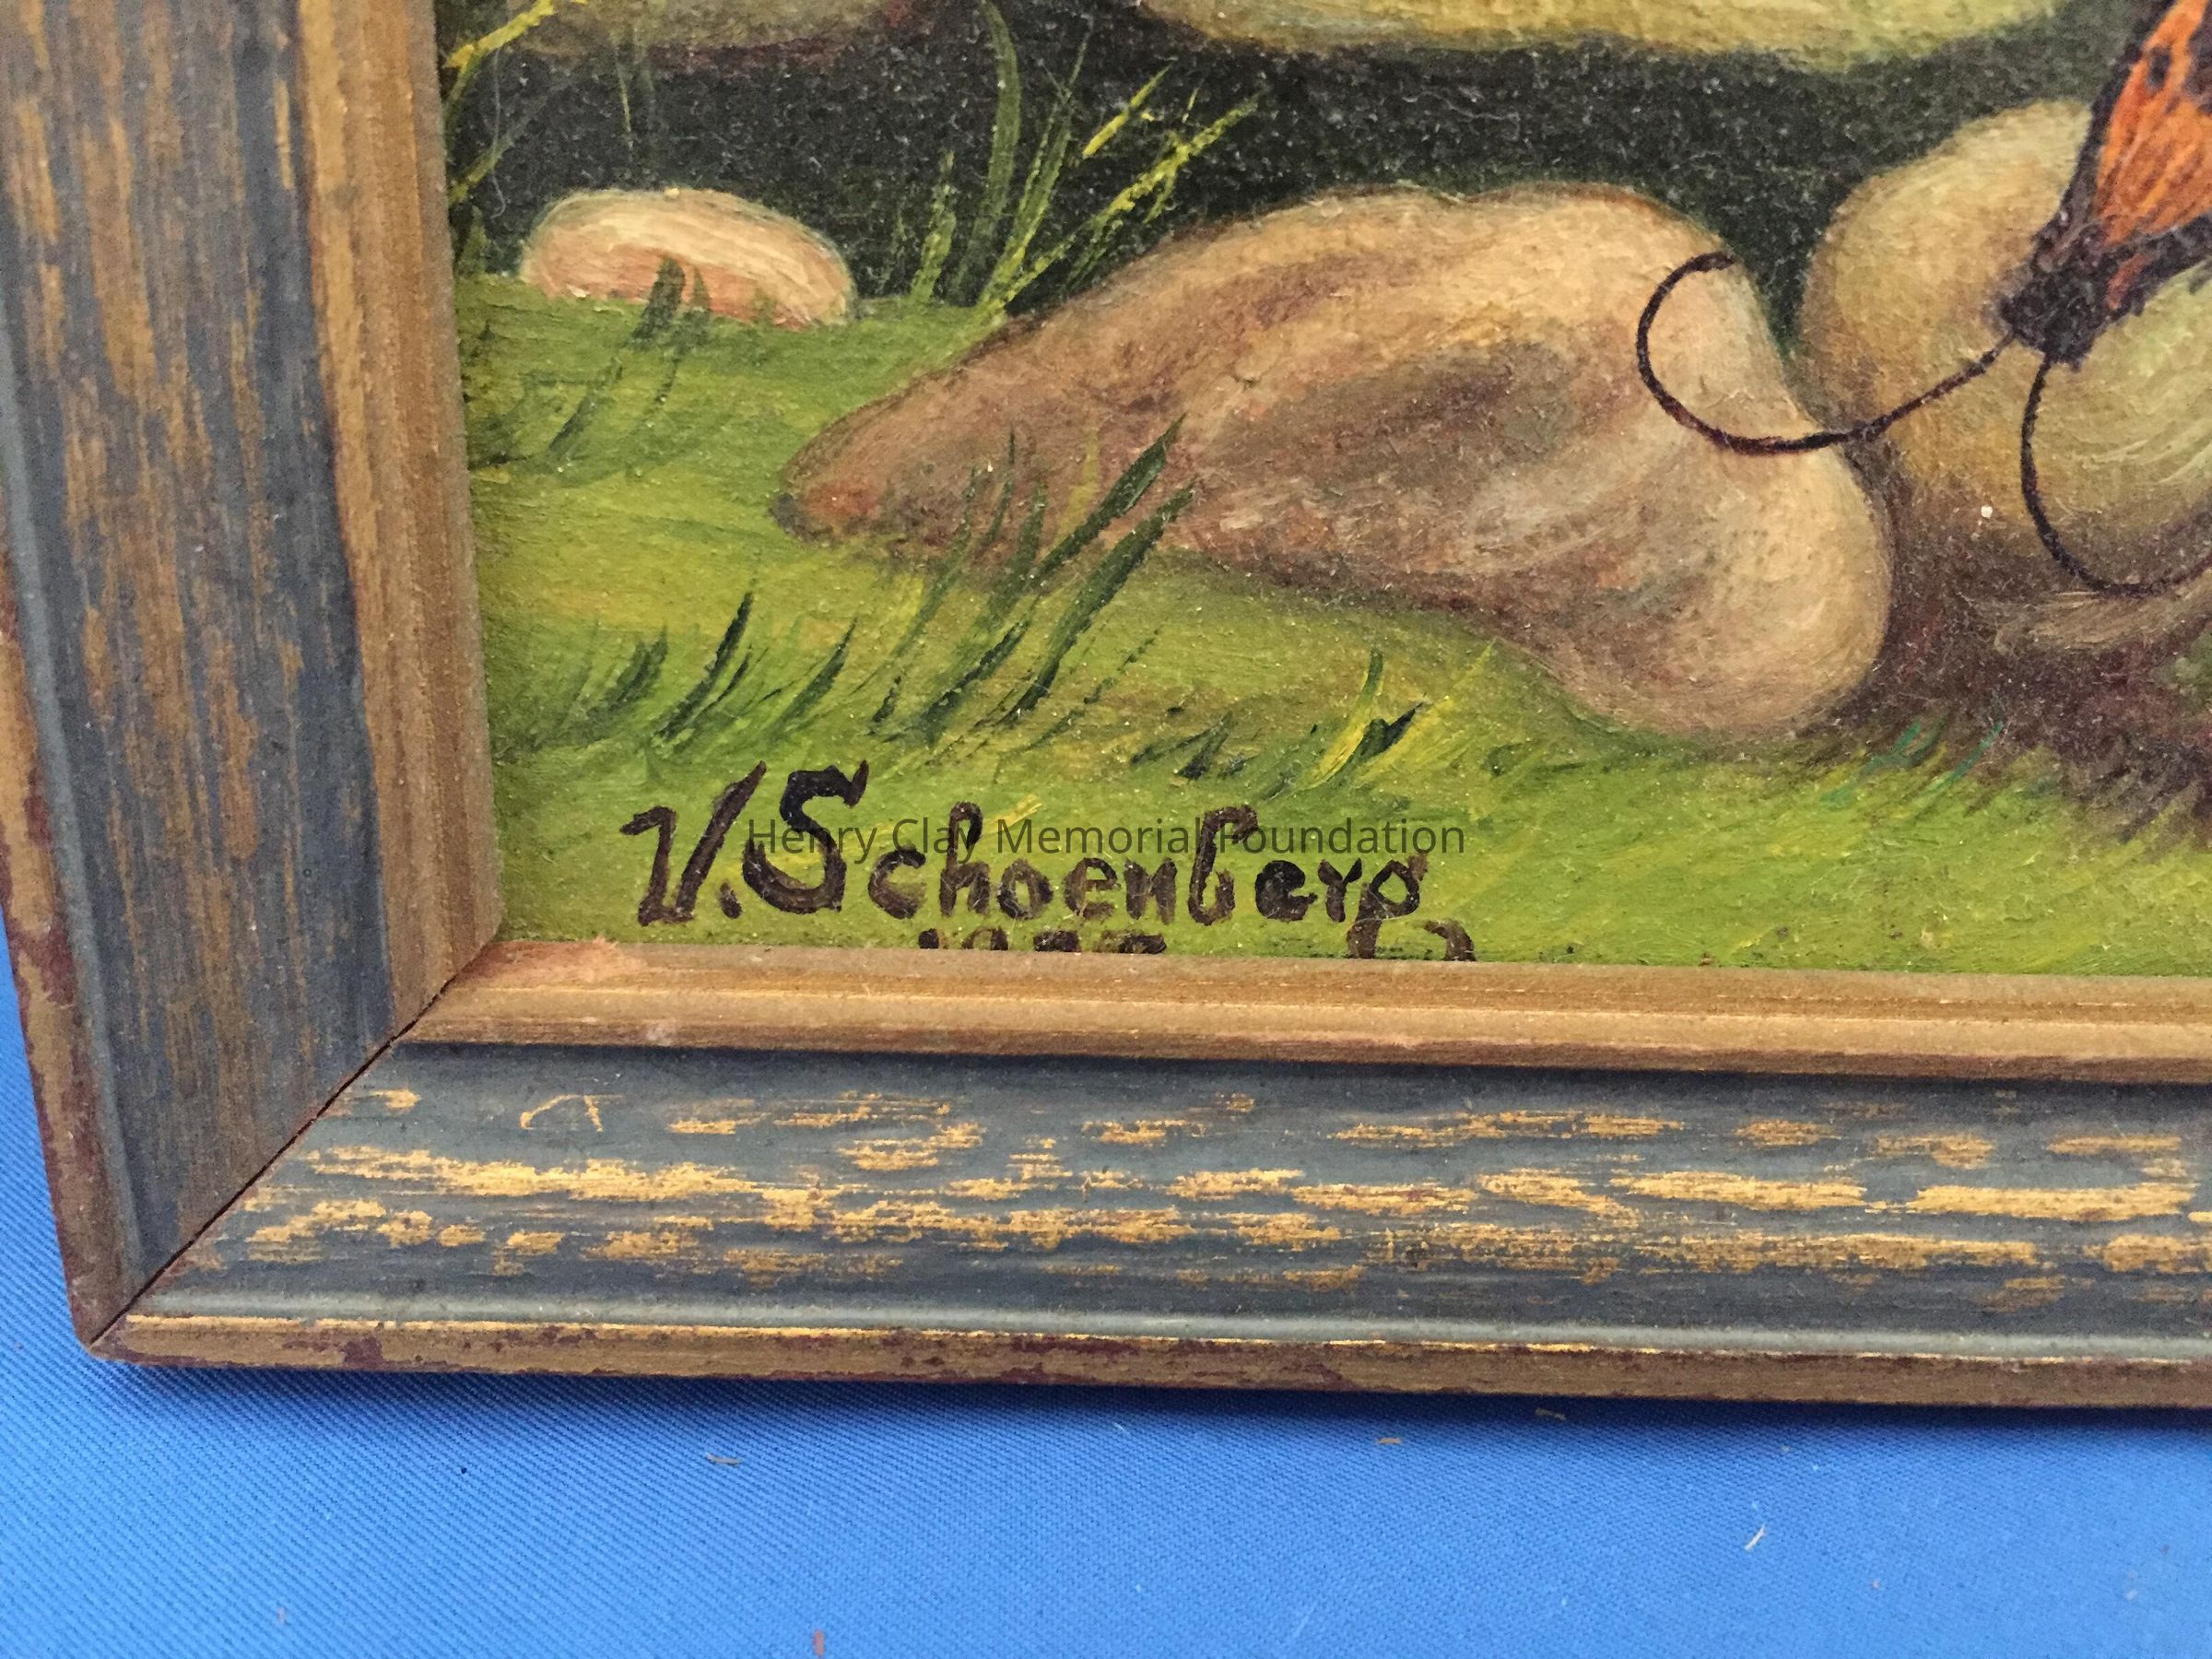 V. Schoenberg
Henry Clay Memorial Foundation